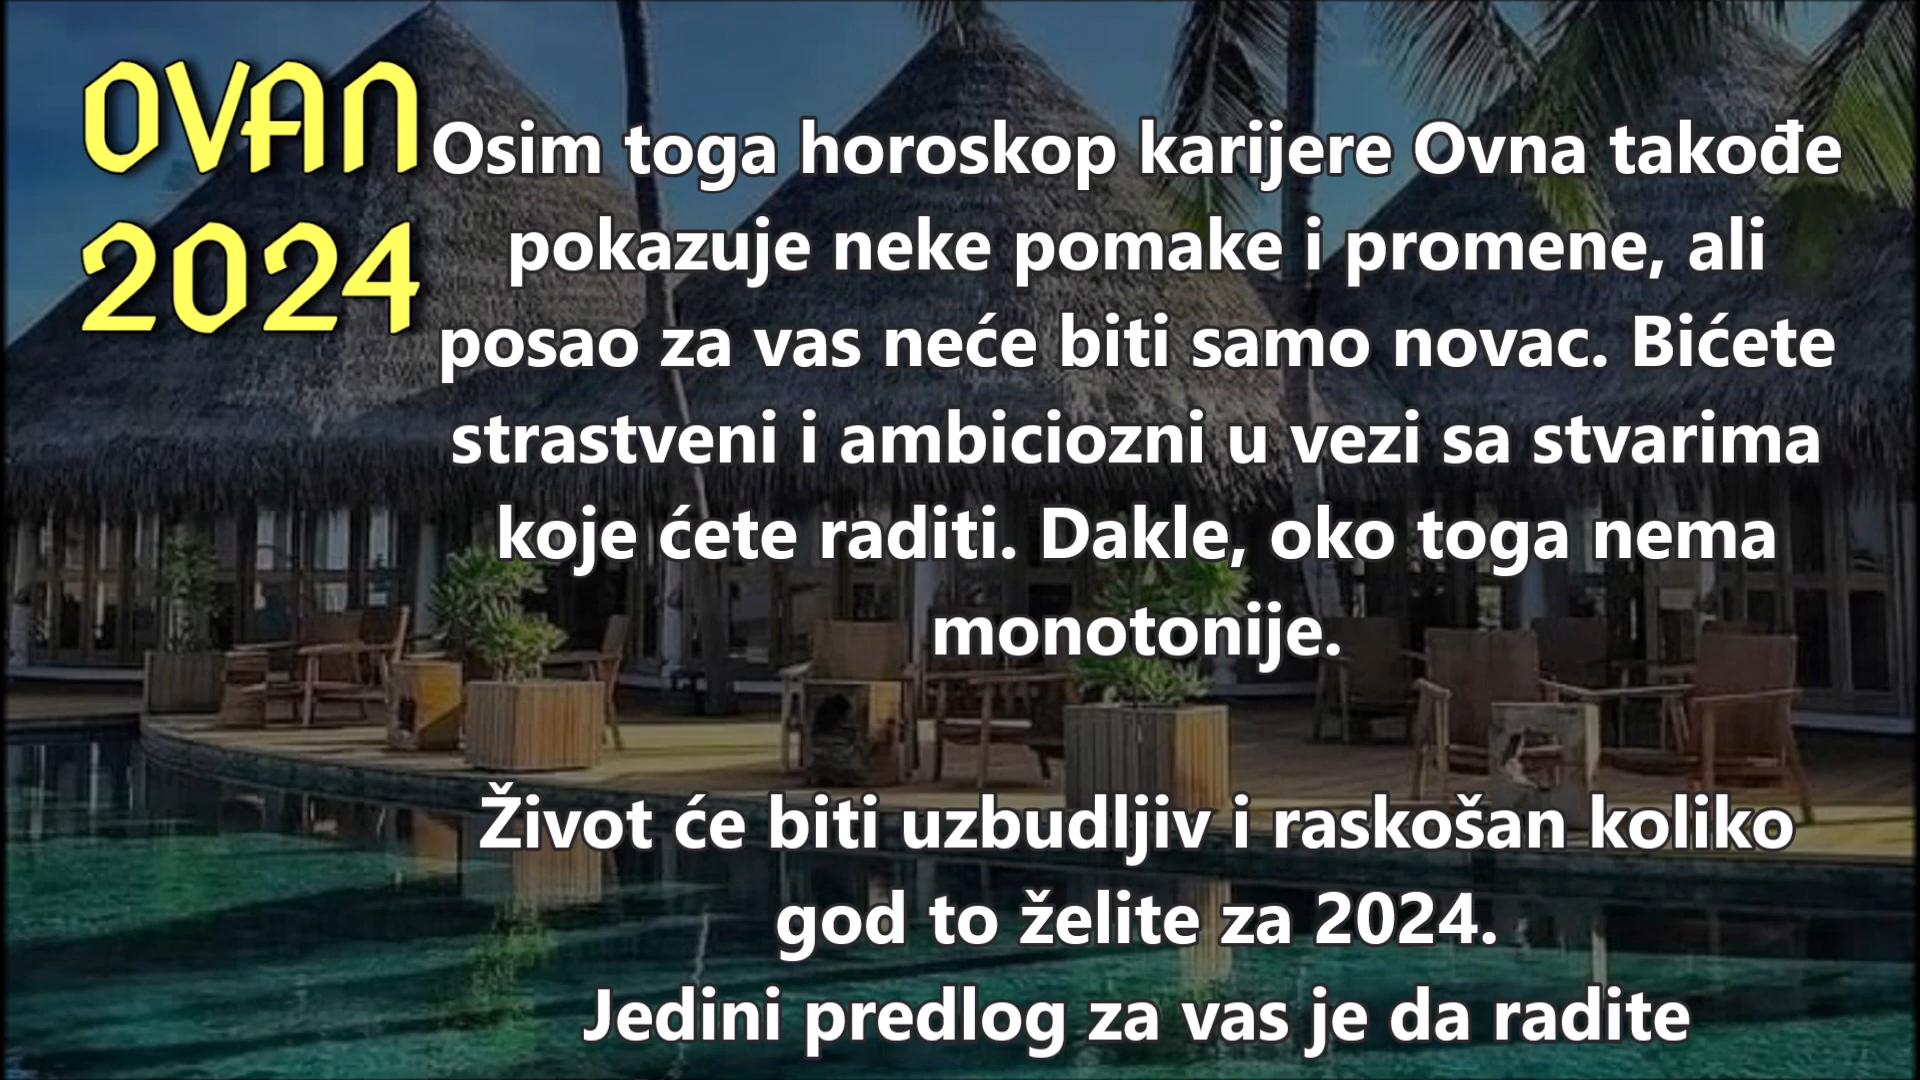 OVAN
2024
Osim toga horoskop karijere Ovna takođe
pokazuje neke pomake i promene, ali
posao za vas neće biti samo novac. Bićete
strastveni i ambiciozni u vezi sa stvarima
koje ćete raditi. Dakle, oko toga nema
monotonije.
Život će biti uzbudljiv i raskošan koliko
god to želite za 2024.
Jedini predlog za vas je da radite